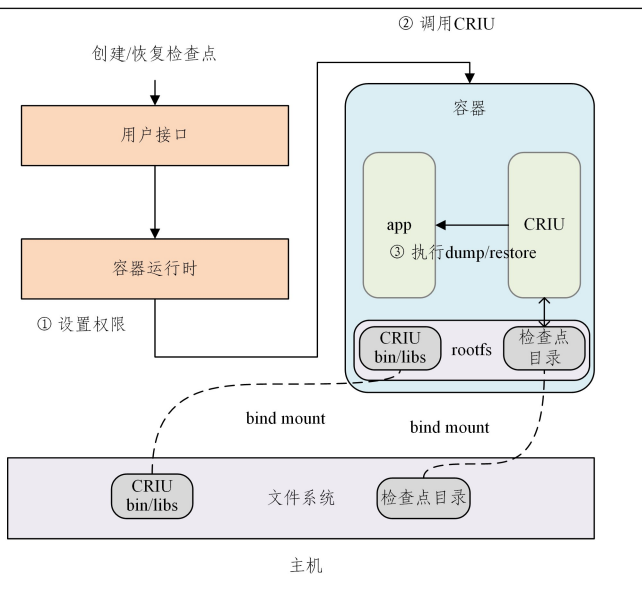 ② 调用CRIU
创建/恢复检查点
用户接口
容器
app
CRIU
③ 执行dump/restore
容器运行时
① 设置权限
CRIU
bin/libs
rootfs
检查点
目录
bind mount
bind mount
CRIU
bin/libs
文件系统
检查点目录
主机